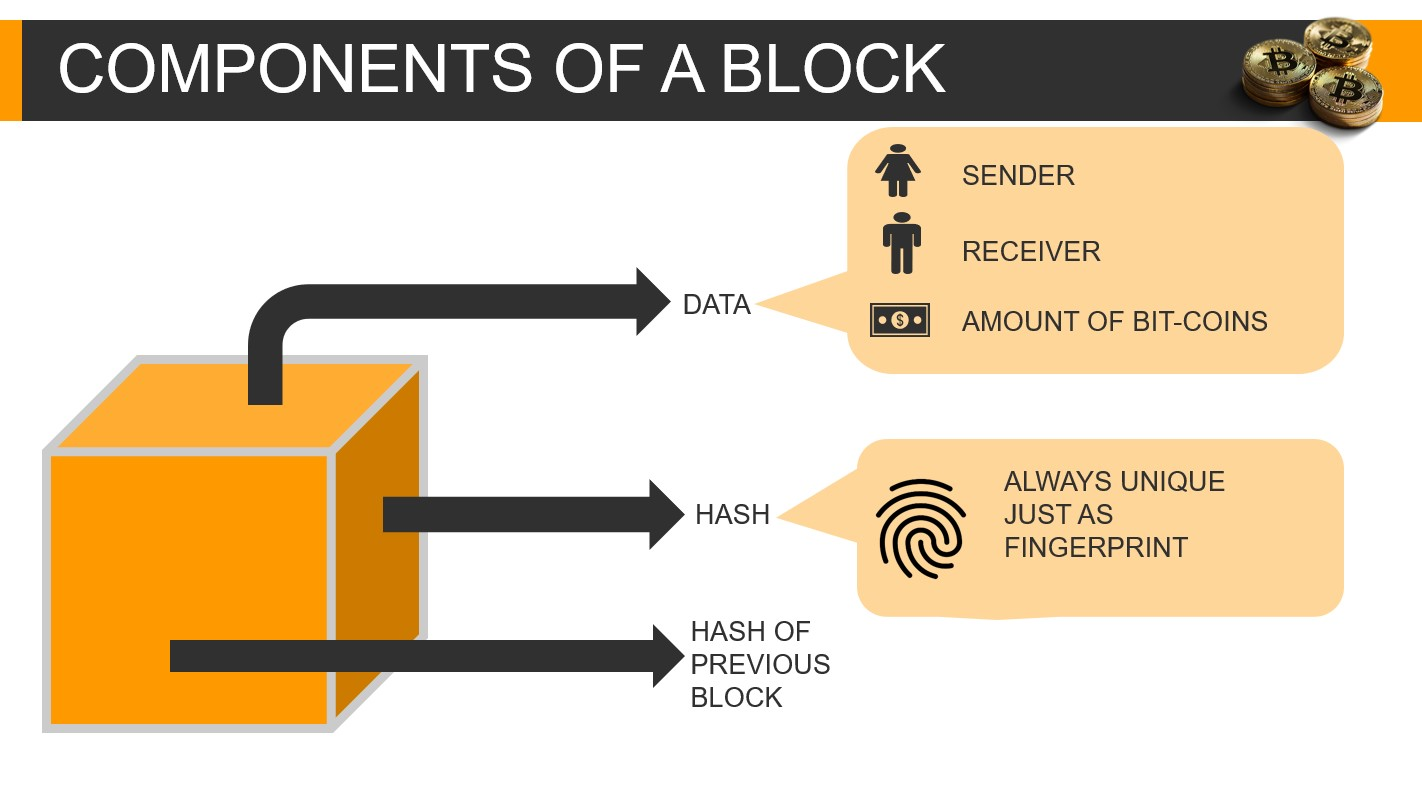 COMPONENTS OF A BLOCK
SENDER
RECEIVER
DATA
AMOUNT OF BIT-COINS
HASH
ALWAYS UNIQUE
JUST AS
FINGERPRINT
HASH OF
PREVIOUS
BLOCK